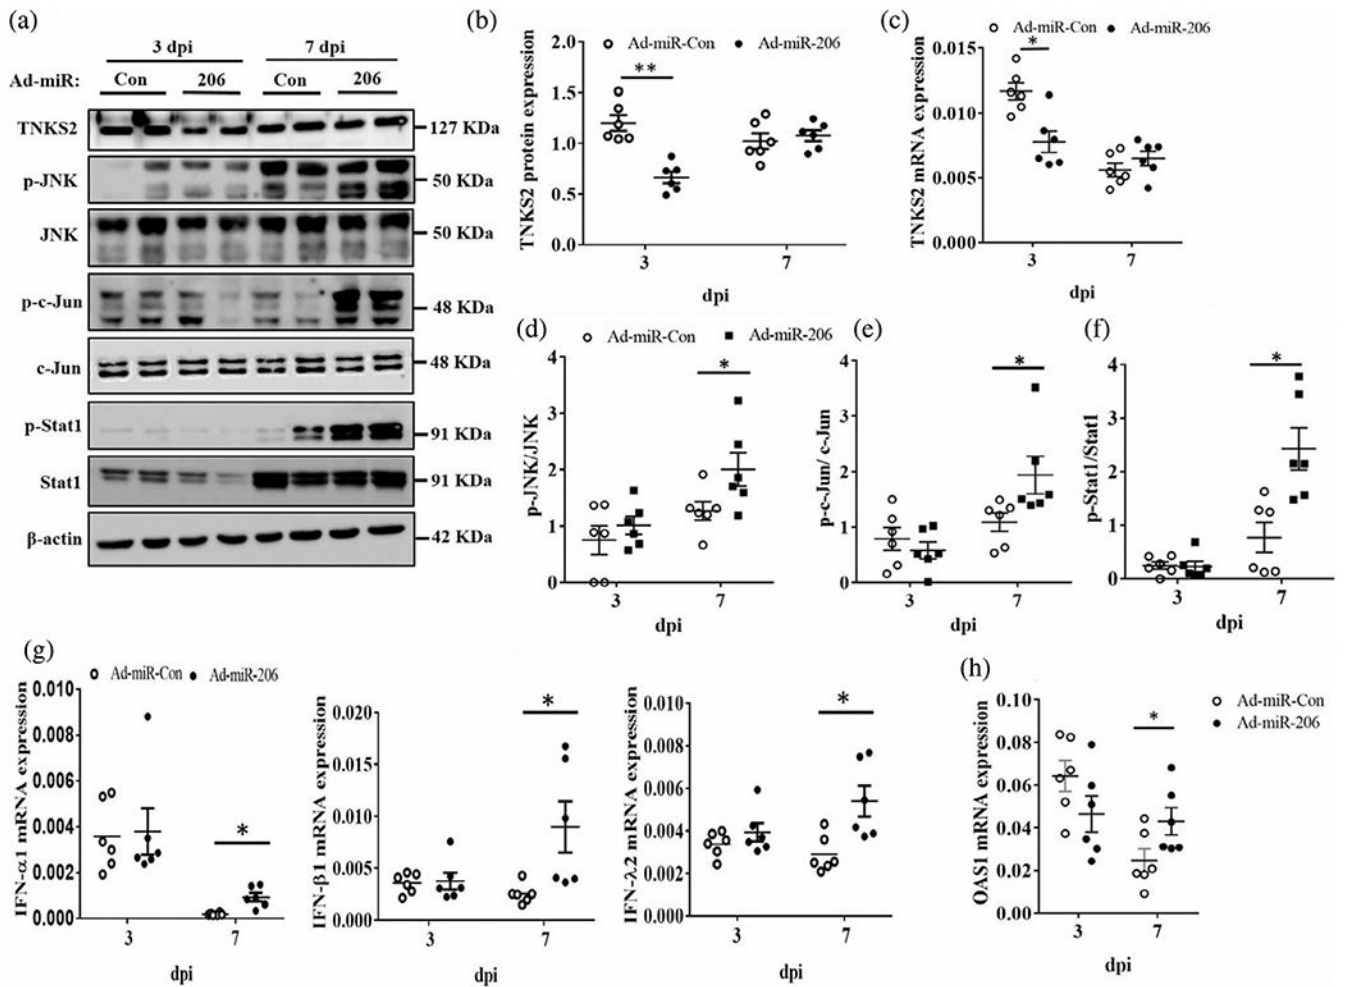 (a)
3 dpi 7 dpi
Ad-miR: Con 206 Con 206
TNKS2 127 KDa
p-JNK 50 KDa
JNK 50 KDa
p-c-Jun 48 KDa
c-Jun 48 KDa
p-Stat1 91 KDa
Stat1 91 KDa
β-actin 42 KDa
(b)
Ad-miR-Con Ad-miR-206
TNKS2 protein expression
2.0
1.5
1.0
0.5
0.0
**
3 7
dpi
(c)
Ad-miR-Con Ad-miR-206
TNKS2 mRNA expression
0.015
0.010
0.005
0.000
*
3 7
dpi
(d)
Ad-miR-Con Ad-miR-206
p-JNK/JNK
4
3
2
1
0
*
3 7
dpi
(e)
p-c-Jun/ c-Jun
4
3
2
1
0
*
3 7
dpi
(f)
p-Stat1/Stat1
4
3
2
1
0
*
3 7
dpi
(g)
Ad-miR-Con Ad-miR-206
IFN-α1 mRNA expression
0.010
0.008
0.006
0.004
0.002
0.000
*
3 7
dpi
IFN-β1 mRNA expression
0.020
0.015
0.010
0.005
0.000
*
3 7
dpi
IFN-λ2 mRNA expression
0.010
0.008
0.006
0.004
0.002
0.000
*
3 7
dpi
(h)
Ad-miR-Con
Ad-miR-206
OAS1 mRNA expression
0.10
0.08
0.06
0.04
0.02
0.00
*
3 7
dpi